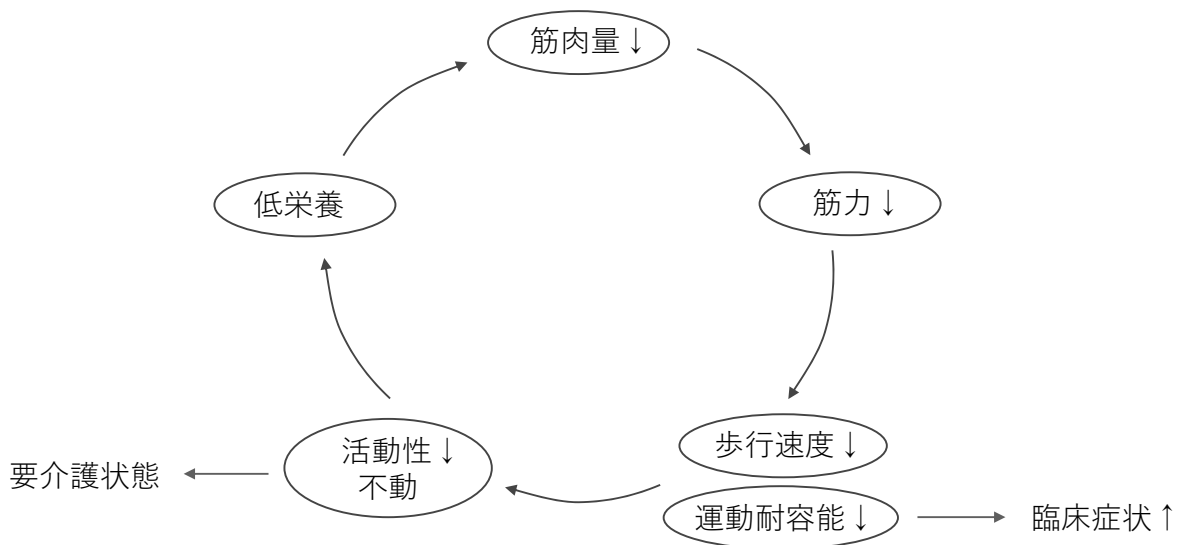 筋肉量↓
低栄養
筋力↓
活動性↓
不動
歩行速度↓
要介護状態
運動耐容能↓
臨床症状↑